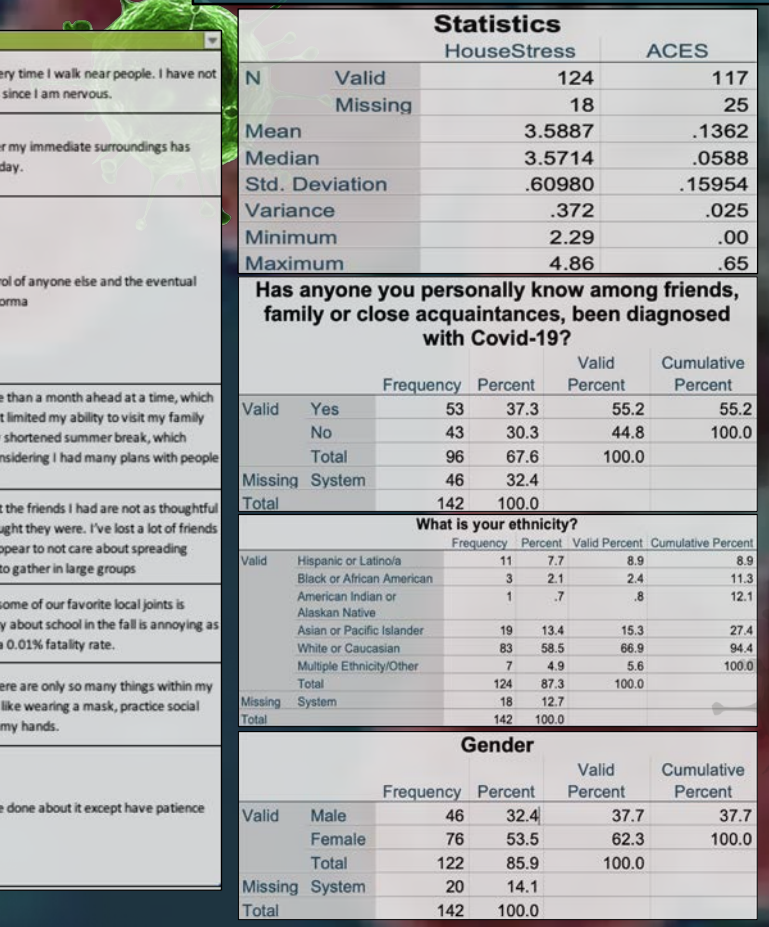 ery time I walk near people. I have not
since I am nervous.
er my immediate surroundings has
day.
rol of anyone else and the eventual
orma
e than a month ahead at a time, which
t limited my ability to visit my family
shortened summer break, which
nsidering I had many plans with people
t the friends I had are not as thoughtful
ught they were. I've lost a lot of friends
ppear to not care about spreading
to gather in large groups
some of our favorite local joints is
y about school in the fall is annoying as
a 0.01% fatality rate.
ere are only so many things within my
like wearing a mask, practice social
my hands.
e done about it except have patience
Statistics
HouseStress ACES
N Valid 124 117
Missing 18 25
Mean 3.5887 .1362
Median 3.5714 .0588
Std. Deviation .60980 .15954
Variance .372 .025
Minimum 2.29 .00
Maximum 4.86 .65
Has anyone you personally know among friends,
family or close acquaintances, been diagnosed
with Covid-19?
Valid Cumulative
Frequency Percent Percent Percent
Valid Yes 53 37.3 55.2 55.2
No 43 30.3 44.8 100.0
Total 96 67.6 100.0
Missing System 46 32.4
Total 142 100.0
What is your ethnicity?
Frequency Percent Valid Percent Cumulative Percent
Valid Hispanic or Latino/a 11 7.7 8.9 8.9
Black or African American 3 2.1 2.4 11.3
American Indian or 1 .7 .8 12.1
Alaskan Native
Asian or Pacific Islander 19 13.4 15.3 27.4
White or Caucasian 83 58.5 66.9 94.4
Multiple Ethnicity/Other 7 4.9 5.6 100.0
Total 124 87.3 100.0
Missing System 18 12.7
Total 142 100.0
Gender
Valid Cumulative
Frequency Percent Percent Percent
Valid Male 46 32.4 37.7 37.7
Female 76 53.5 62.3 100.0
Total 122 85.9 100.0
Missing System 20 14.1
Total 142 100.0